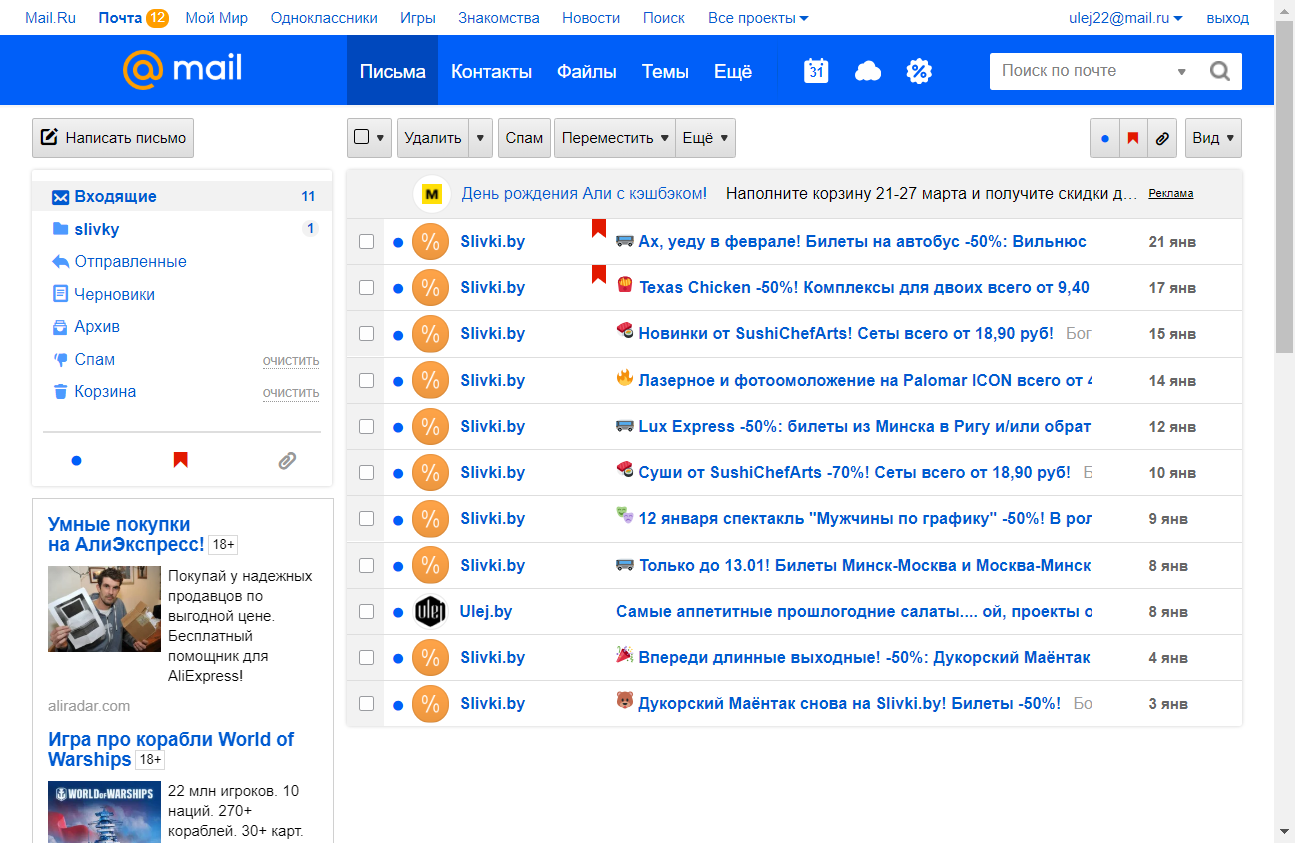 Mail.Ru Почта 12 Мой Мир Одноклассники Игры Знакомства Новости Поиск Все проекты ulej22@mail.ru выход
@mail Письма Контакты Файлы Темы Ещё 31 Поиск по почте
Написать письмо Удалить Спам Переместить Ещё Вид
Входящие 11
slivky 1
Отправленные
Черновики
Архив
Спам очистить
Корзина очистить
Умные покупки
на АлиЭкспресс! 18+
Покупай у надежных
продавцов по
выгодной цене.
Бесплатный
помощник для
AliExpress!
aliradar.com
Игра про корабли World of
Warships 18+
WORLD OF WARSHIPS
22 млн игроков. 10
наций. 270+
кораблей. 30+ карт.
М День рождения Али с кэшбэком! Наполните корзину 21-27 марта и получите скидки д... Реклама
% Slivki.by Ах, уеду в феврале! Билеты на автобус -50%: Вильнюс 21 янв
% Slivki.by Texas Chicken -50%! Комплексы для двоих всего от 9,40 17 янв
% Slivki.by Новинки от SushiChefArts! Сеты всего от 18,90 руб! Бог 15 янв
% Slivki.by Лазерное и фотоомоложение на Palomar ICON всего от 4 14 янв
% Slivki.by Lux Express -50%: билеты из Минска в Ригу и/или обрат 12 янв
% Slivki.by Суши от SushiChefArts -70%! Сеты всего от 18,90 руб! Б 10 янв
% Slivki.by 12 января спектакль "Мужчины по графику" -50%! В рол 9 янв
% Slivki.by Только до 13.01! Билеты Минск-Москва и Москва-Минск 8 янв
ulej Ulej.by Самые аппетитные прошлогодние салаты.... ой, проекты о 8 янв
% Slivki.by Впереди длинные выходные! -50%: Дукорский Маёнтак 4 янв
% Slivki.by Дукорский Маёнтак снова на Slivki.by! Билеты -50%! Бо 3 янв